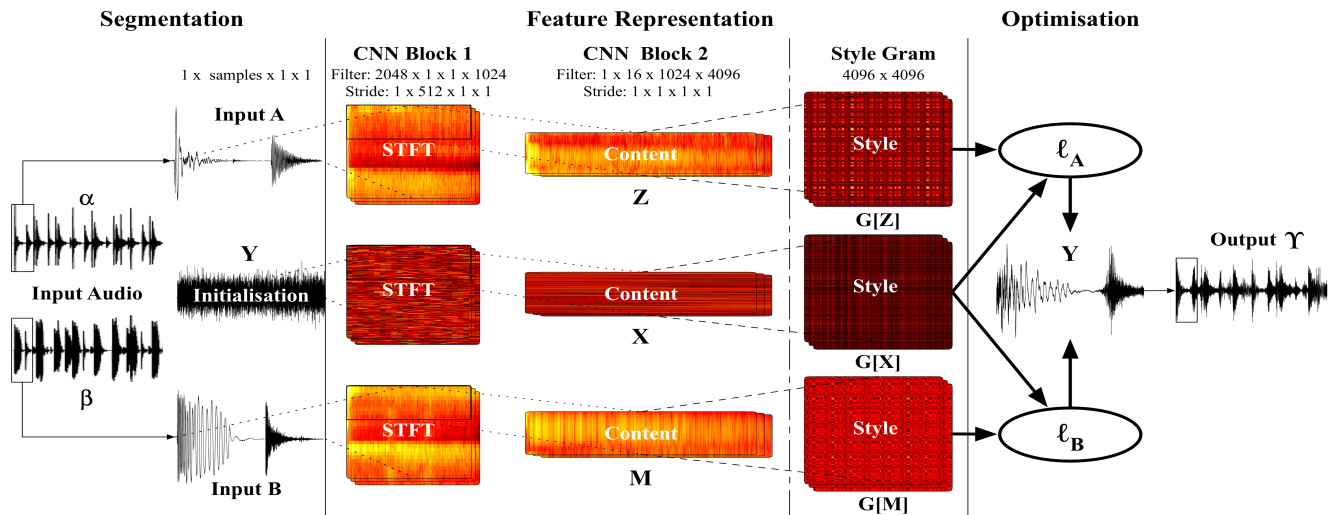 Segmentation
Feature Representation
Optimisation
1 x samples x 1 x 1
CNN Block 1
Filter: 2048 x 1 x 1 x 1024
Stride: 1 x 512 x 1 x 1
CNN Block 2
Filter: 1 x 16 x 1024 x 4096
Stride: 1 x 1 x 1 x 1
Style Gram
4096 x 4096
Input A
STFT
Content
Z
Style
G[Z]
ℓA
α
Input Audio
β
Y
Initialisation
STFT
Content
X
Style
G[X]
Y
Output ϒ
Input B
STFT
Content
M
Style
G[M]
ℓB